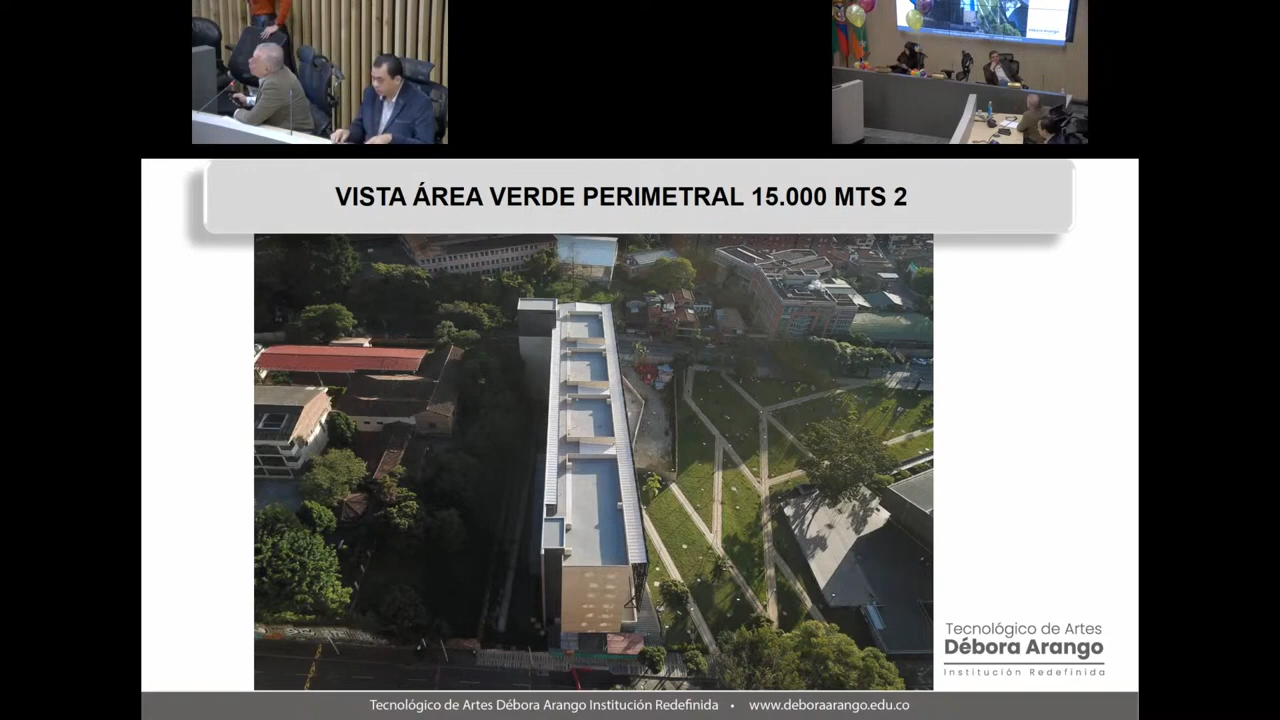 VISTA ÁREA VERDE PERIMETRAL 15.000 MTS 2
Tecnológico de Artes
Débora Arango
Institución Redefinida
Tecnológico de Artes Débora Arango Institución Redefinida • www.deboraarango.edu.co